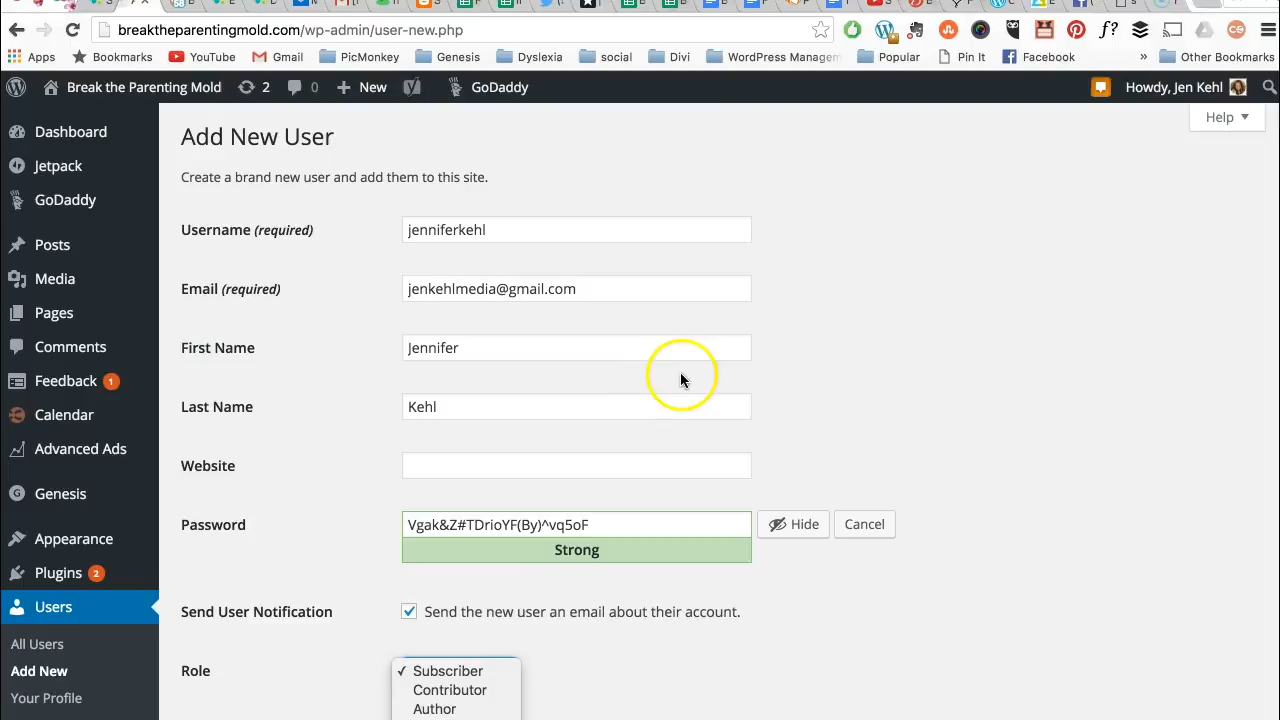 breaktheparentingmold.com/wp-admin/user-new.php
Apps Bookmarks YouTube Gmail PicMonkey Genesis Dyslexia social Divi WordPress Managem Popular Pin It Facebook » Other Bookmarks
Break the Parenting Mold 2 0 + New GoDaddy Howdy, Jen Kehl
Help
Dashboard
Jetpack
GoDaddy
Posts
Media
Pages
Comments
Feedback 1
Calendar
Advanced Ads
Genesis
Appearance
Plugins 2
Users
All Users
Add New
Your Profile
Add New User
Create a brand new user and add them to this site.
Username (required) jenniferkehl
Email (required) jenkehlmedia@gmail.com
First Name Jennifer
Last Name Kehl
Website
Password Vgak&Z#TDrioYF(By)^vq5oF Hide Cancel
Strong
Send User Notification Send the new user an email about their account.
Role ✓ Subscriber
Contributor
Author